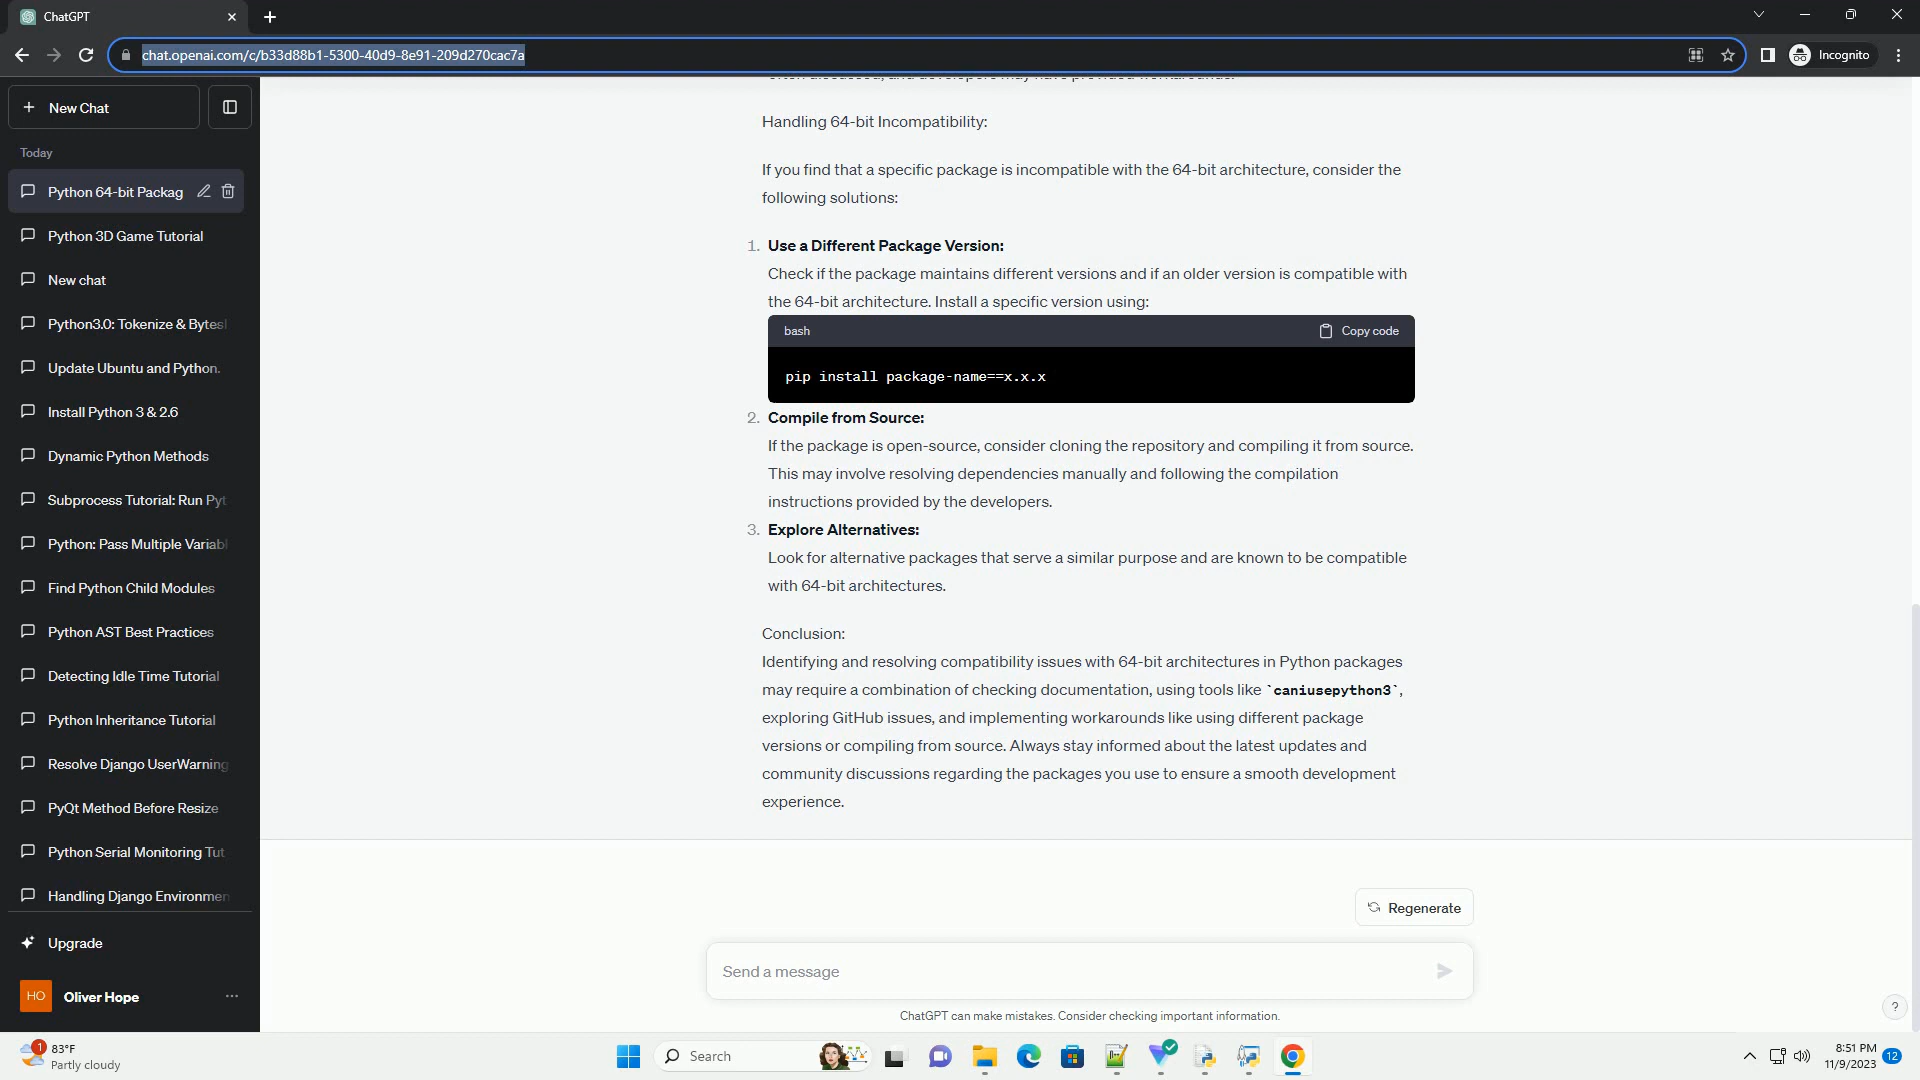 ChatGPT
chat.openai.com/c/b33d88b1-5300-40d9-8e91-209d270cac7a
Incognito
New Chat
Today
Python 64-bit Packag
Python 3D Game Tutorial
New chat
Python3.0: Tokenize & Bytes
Update Ubuntu and Python.
Install Python 3 & 2.6
Dynamic Python Methods
Subprocess Tutorial: Run Pyt
Python: Pass Multiple Variab
Find Python Child Modules
Python AST Best Practices
Detecting Idle Time Tutorial
Python Inheritance Tutorial
Resolve Django UserWarning
PyQt Method Before Resize
Python Serial Monitoring Tut
Handling Django Environmen
Upgrade
HO
Oliver Hope
Handling 64-bit Incompatibility:
If you find that a specific package is incompatible with the 64-bit architecture, consider the
following solutions:
1. Use a Different Package Version:
Check if the package maintains different versions and if an older version is compatible with
the 64-bit architecture. Install a specific version using:
bash
Copy code
pip install package-name==x.x.x
2. Compile from Source:
If the package is open-source, consider cloning the repository and compiling it from source.
This may involve resolving dependencies manually and following the compilation
instructions provided by the developers.
3. Explore Alternatives:
Look for alternative packages that serve a similar purpose and are known to be compatible
with 64-bit architectures.
Conclusion:
Identifying and resolving compatibility issues with 64-bit architectures in Python packages
may require a combination of checking documentation, using tools like `caniusepython3`,
exploring GitHub issues, and implementing workarounds like using different package
versions or compiling from source. Always stay informed about the latest updates and
community discussions regarding the packages you use to ensure a smooth development
experience.
Regenerate
Send a message
ChatGPT can make mistakes. Consider checking important information.
?
1
83°F
Partly cloudy
Search
8:51 PM
11/9/2023
12